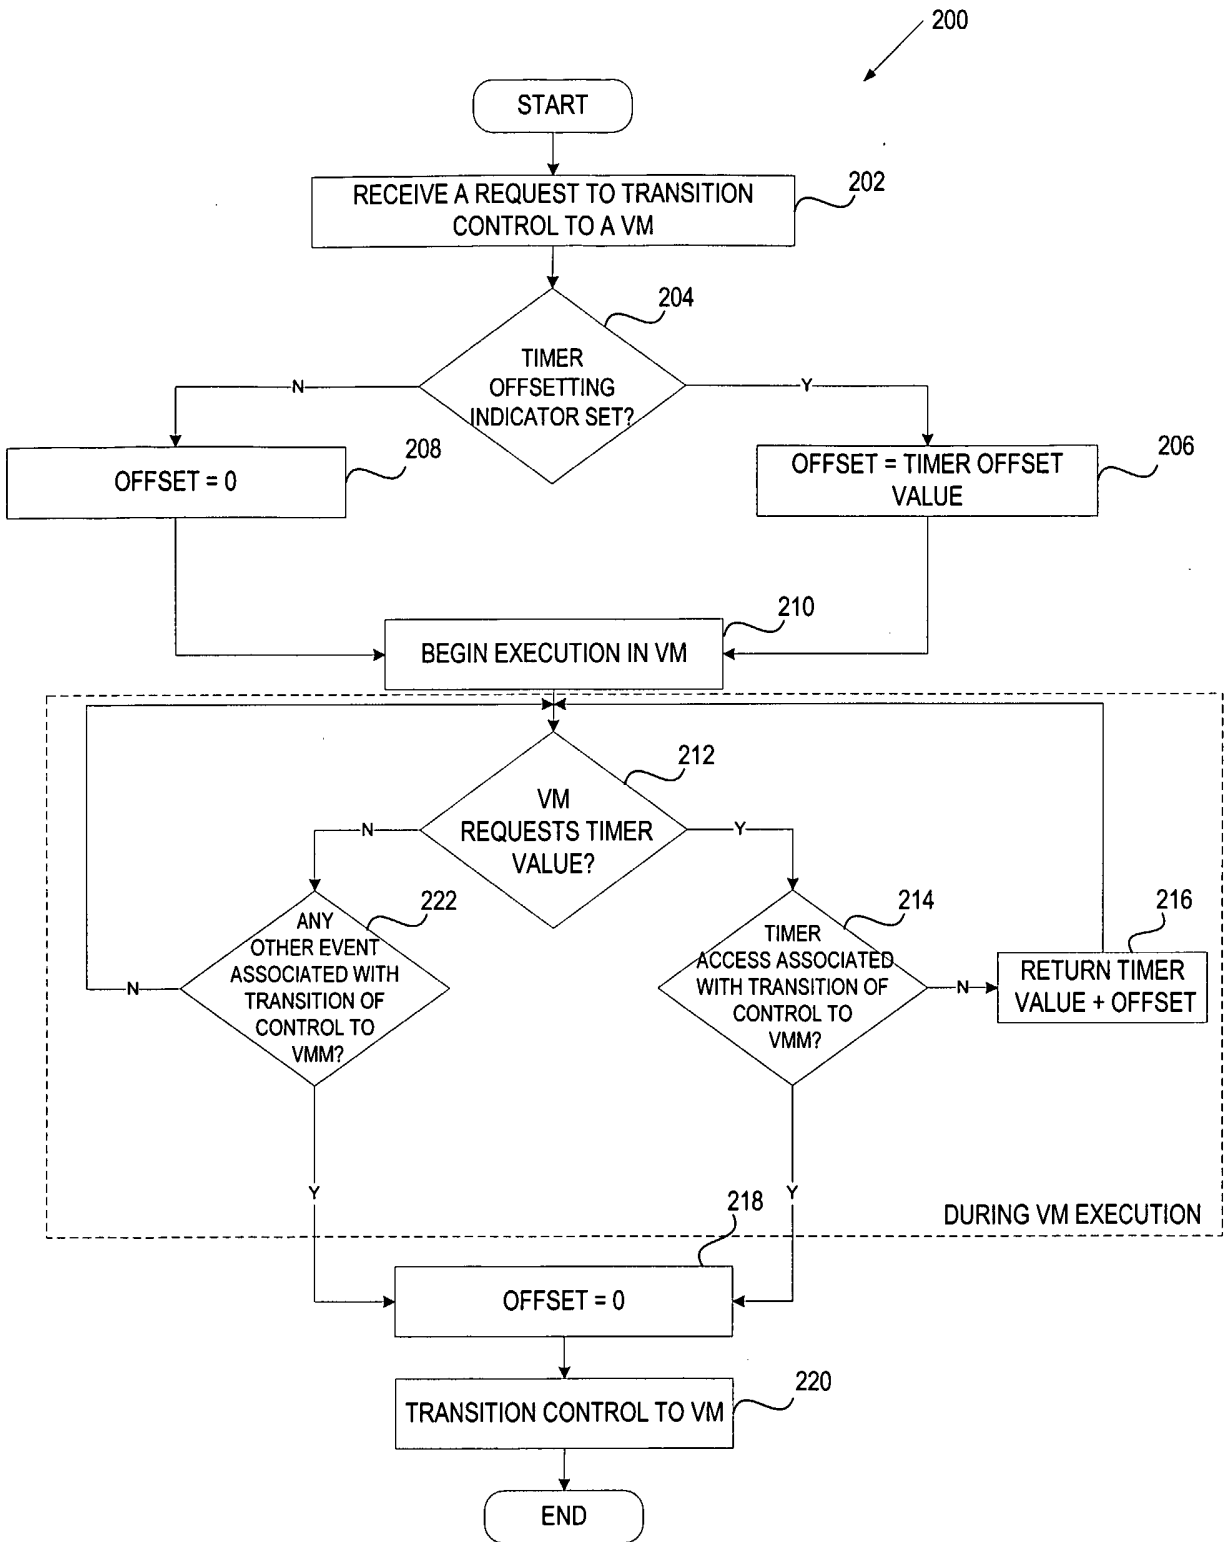 200
START
RECEIVE A REQUEST TO TRANSITION
CONTROL TO A VM
202
204
TIMER
OFFSETTING
INDICATOR SET?
N
Y
208
OFFSET = 0
206
OFFSET = TIMER OFFSET
VALUE
210
BEGIN EXECUTION IN VM
212
VM
REQUESTS TIMER
VALUE?
N
Y
222
ANY
OTHER EVENT
ASSOCIATED WITH
TRANSITION OF
CONTROL TO
VMM?
N
214
TIMER
ACCESS ASSOCIATED
WITH TRANSITION OF
CONTROL TO
VMM?
N
216
RETURN TIMER
VALUE + OFFSET
Y
Y
DURING VM EXECUTION
218
OFFSET = 0
220
TRANSITION CONTROL TO VM
END